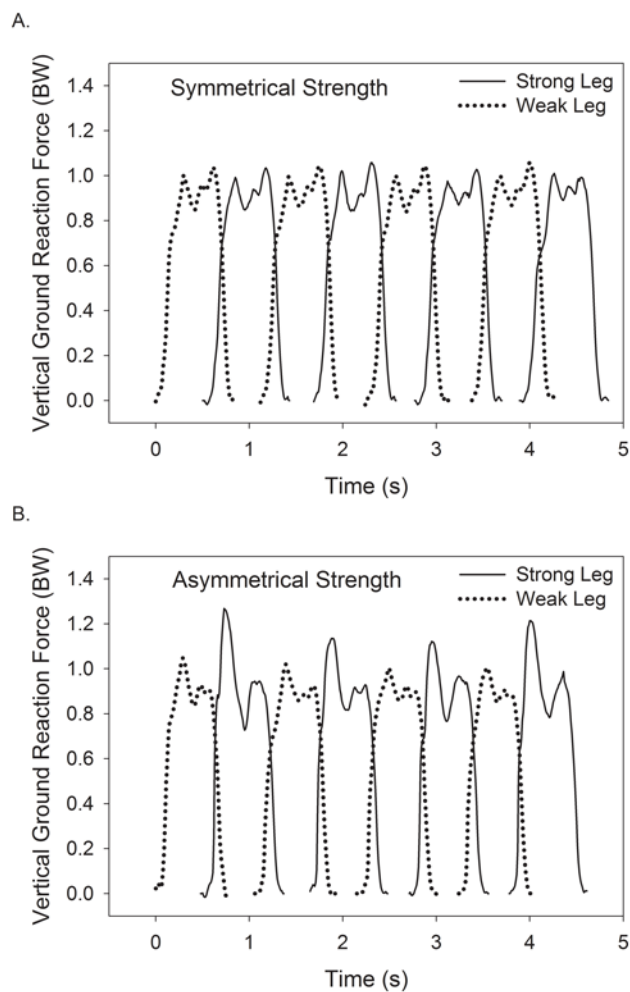 A.
Symmetrical Strength
Strong Leg
Weak Leg
Vertical Ground Reaction Force (BW)
1.4
1.2
1.0
0.8
0.6
0.4
0.2
0.0
0 1 2 3 4 5
Time (s)
B.
Asymmetrical Strength
Strong Leg
Weak Leg
Vertical Ground Reaction Force (BW)
1.4
1.2
1.0
0.8
0.6
0.4
0.2
0.0
0 1 2 3 4 5
Time (s)